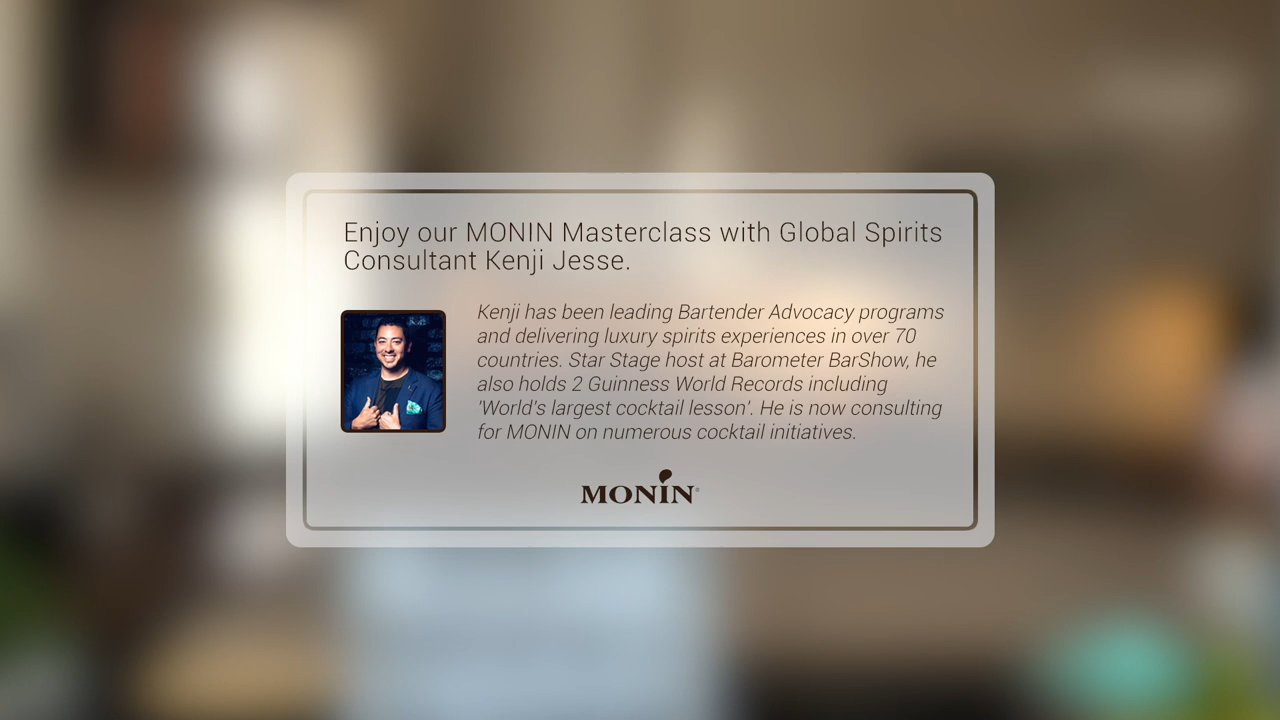 Enjoy our MONIN Masterclass with Global Spirits
Consultant Kenji Jesse.
Kenji has been leading Bartender Advocacy programs
and delivering luxury spirits experiences in over 70
countries. Star Stage host at Barometer BarShow, he
also holds 2 Guinness World Records including
'World's largest cocktail lesson'. He is now consulting
for MONIN on numerous cocktail initiatives.
MONIN®